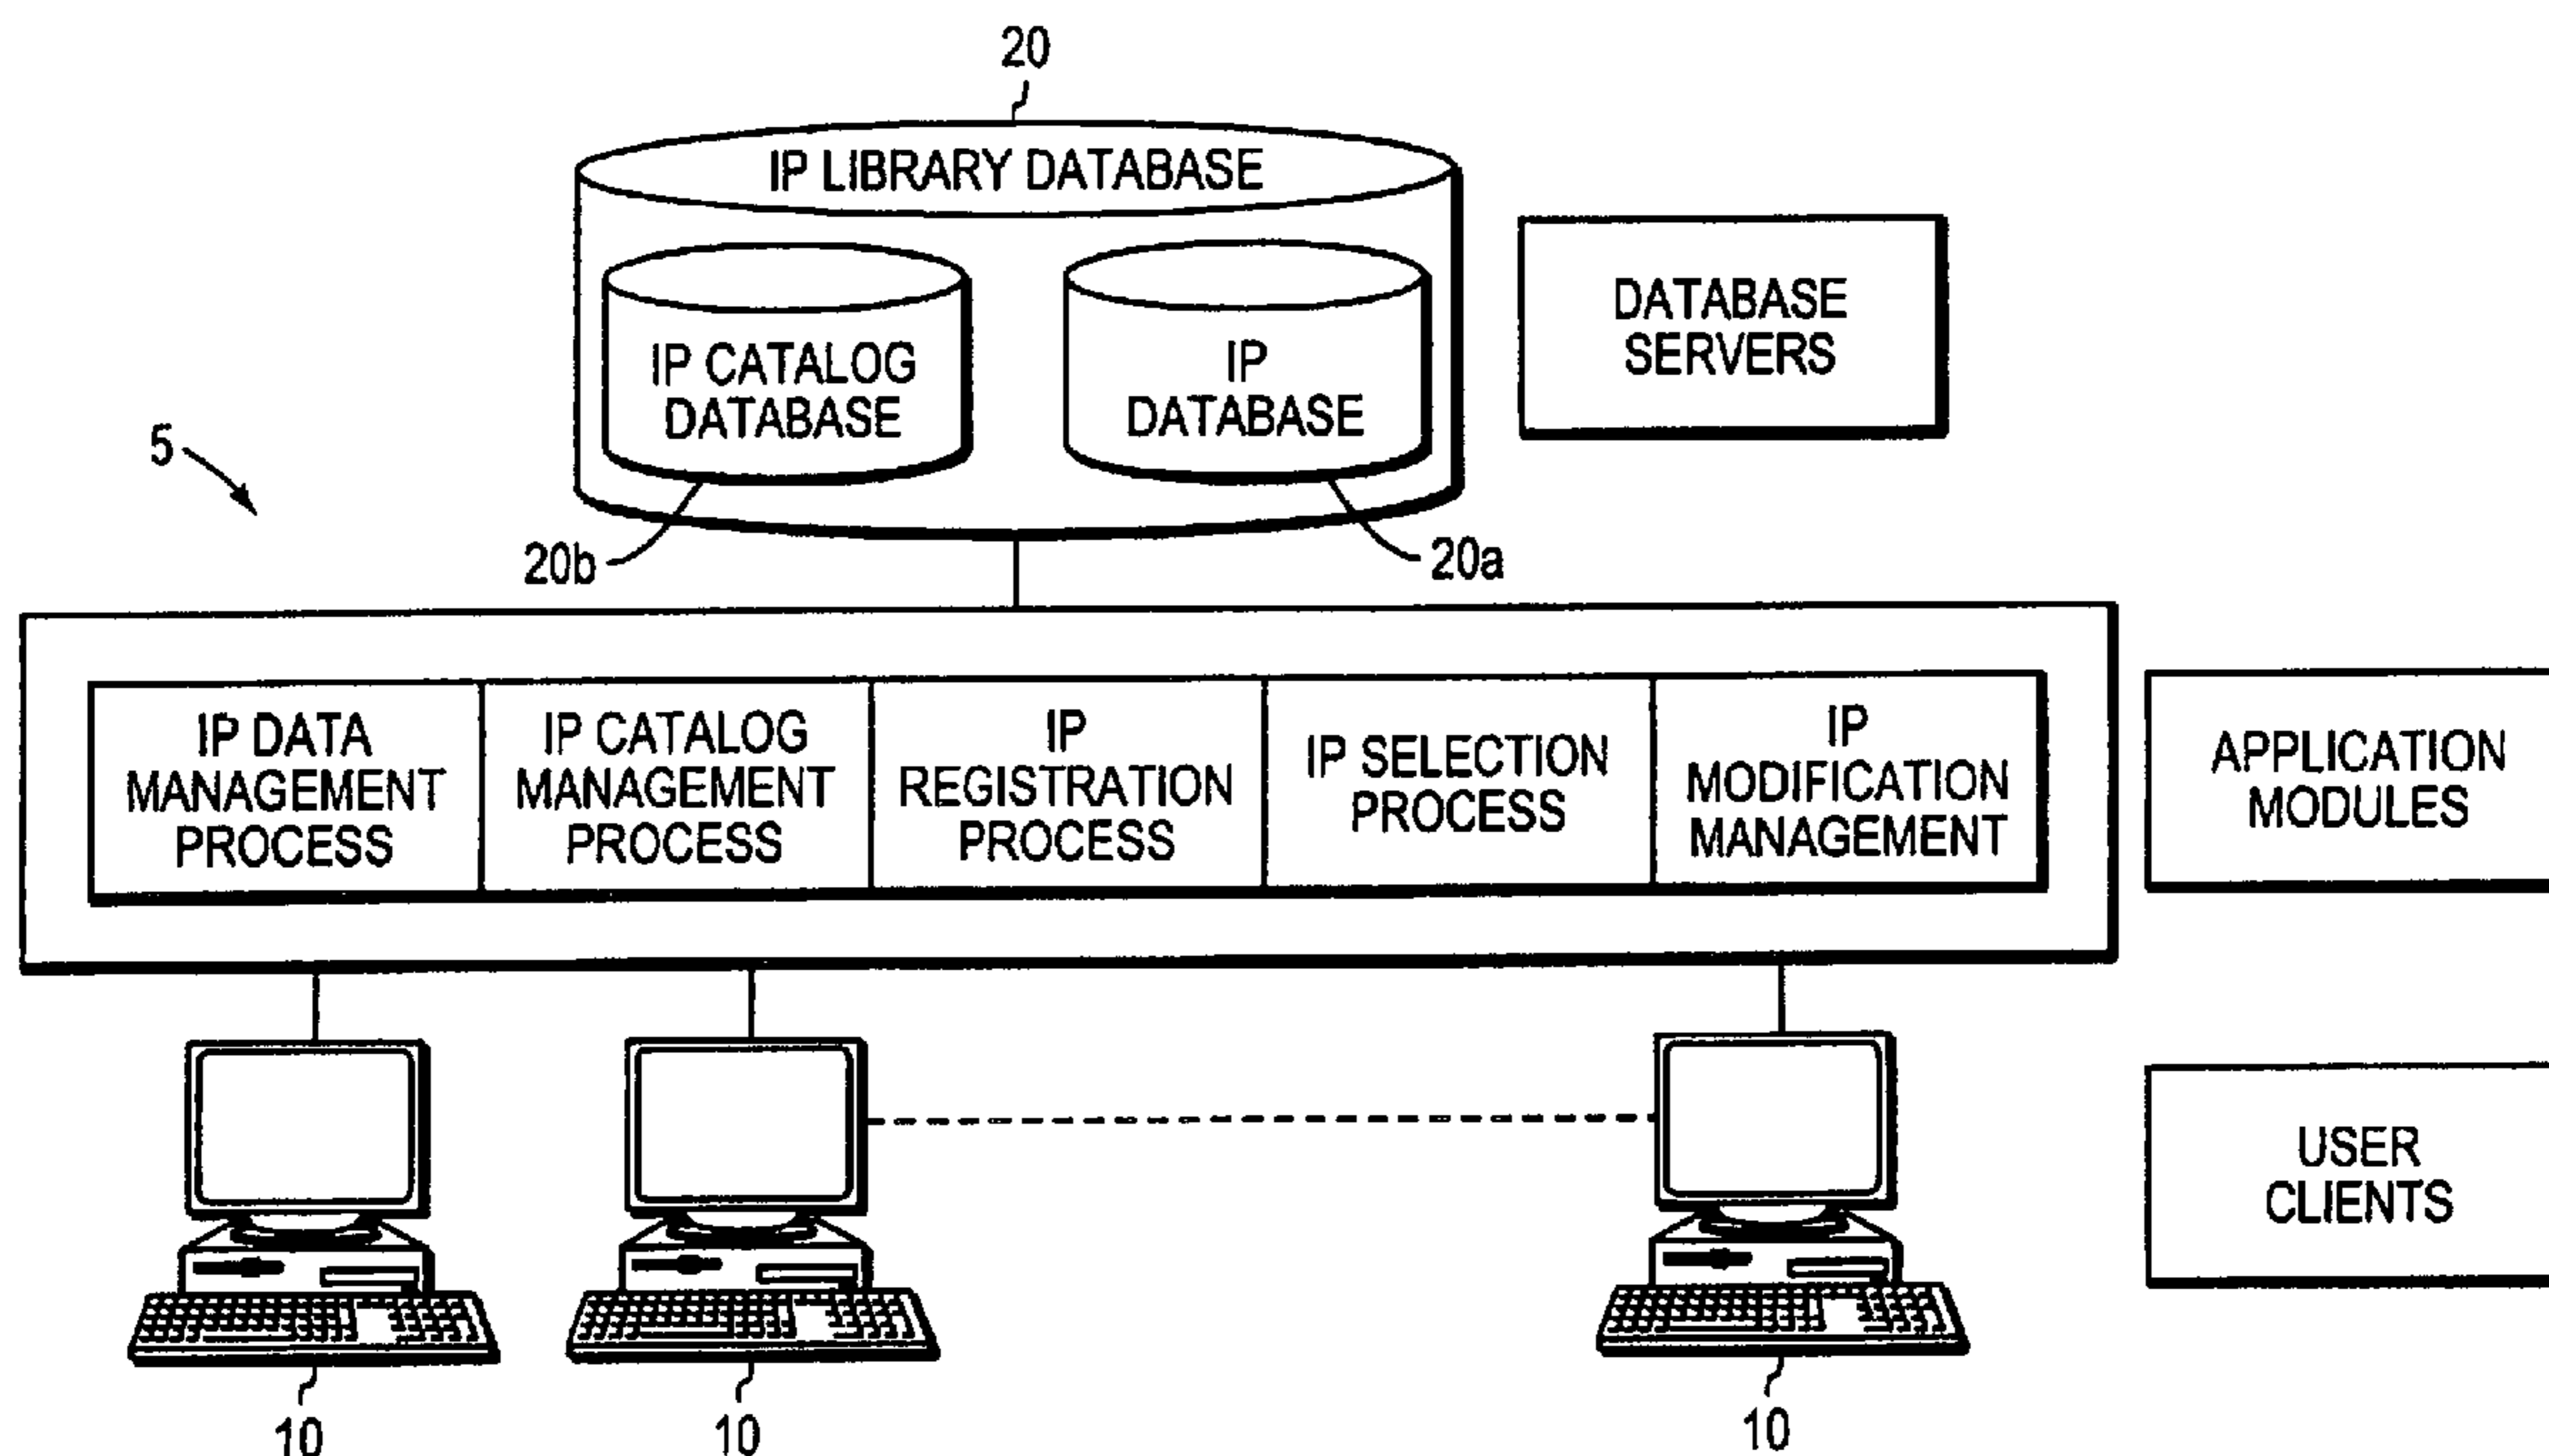 20
IP LIBRARY DATABASE
IP CATALOG
DATABASE
IP
DATABASE
DATABASE
SERVERS
5
20b
20a
IP DATA
MANAGEMENT
PROCESS
IP CATALOG
MANAGEMENT
PROCESS
IP
REGISTRATION
PROCESS
IP SELECTION
PROCESS
IP
MODIFICATION
MANAGEMENT
APPLICATION
MODULES
USER
CLIENTS
10
10
10